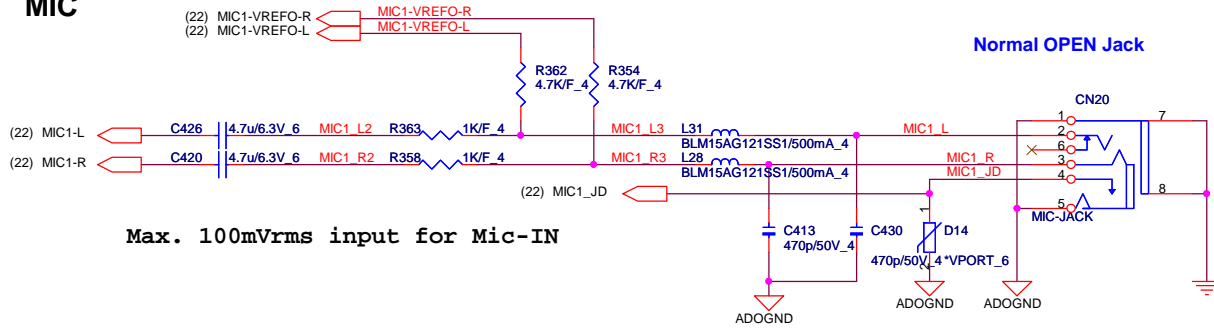 MIC
(22) MIC1-VREFO-R MIC1-VREFO-R
(22) MIC1-VREFO-L MIC1-VREFO-L
Normal OPEN Jack
R362 R354
4.7K/F_4 4.7K/F_4
CN20
(22) MIC1-L C426 4.7u/6.3V_6 MIC1_L2 R363 1K/F_4 MIC1_L3 L31 MIC1_L
BLM15AG121SS1/500mA_4
(22) MIC1-R C420 4.7u/6.3V_6 MIC1_R2 R358 1K/F_4 MIC1_R3 L28 MIC1_R
BLM15AG121SS1/500mA_4
MIC1_JD
(22) MIC1_JD
1
2
6
3
4
5
7
8
MIC-JACK
Max. 100mVrms input for Mic-IN
C413 C430 1 D14
470p/50V_4 470p/50V_4 *VPORT_6
2
ADOGND ADOGND
ADOGND